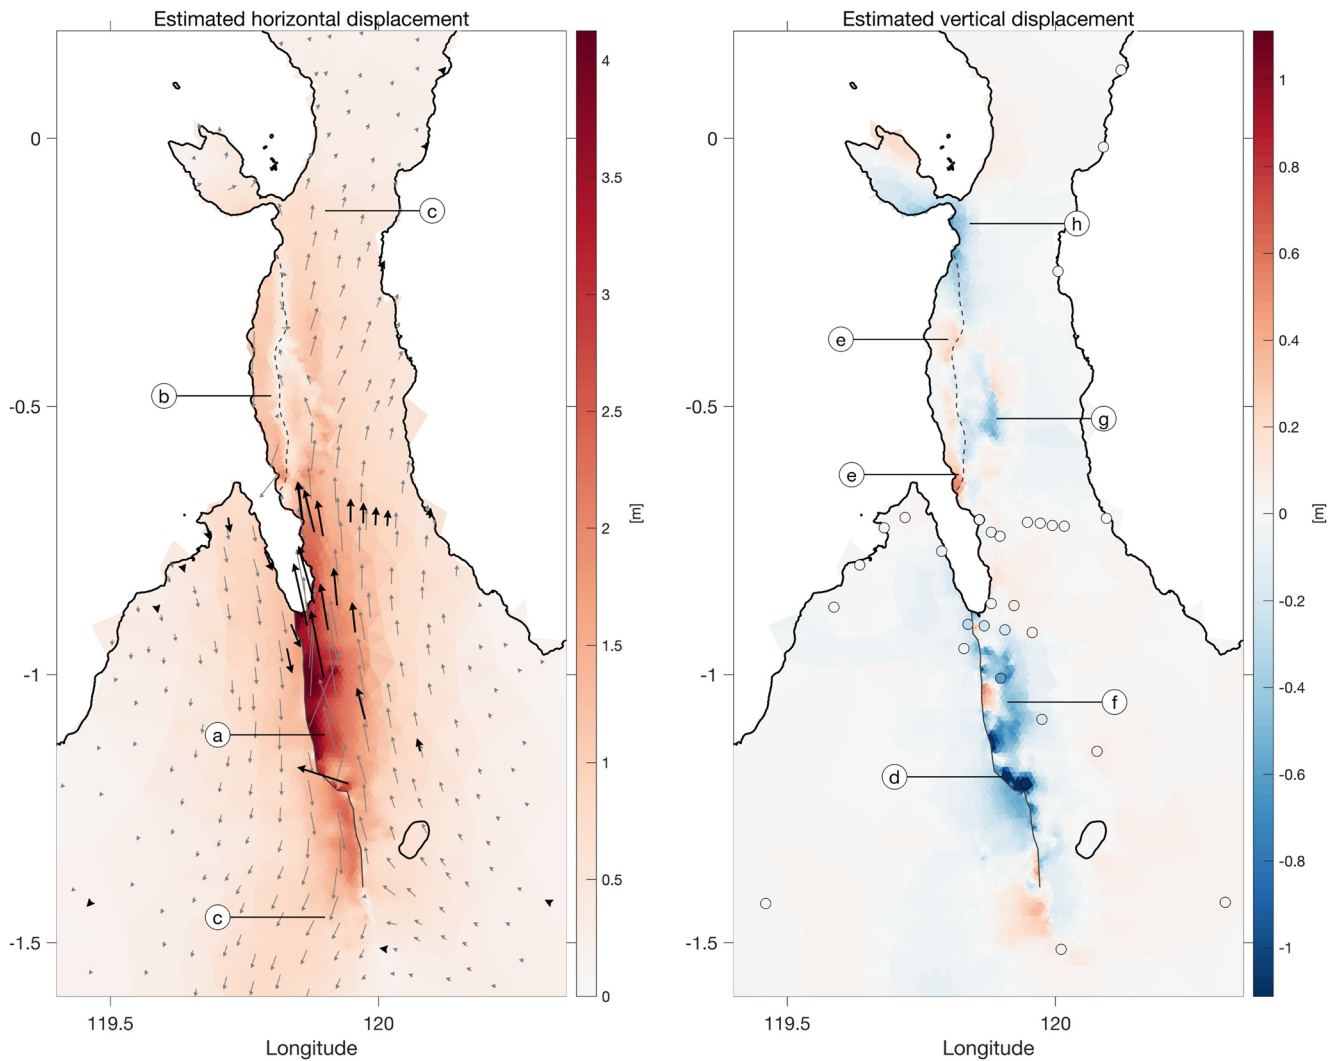 Estimated horizontal displacement
0
-0.5
-1
-1.5
119.5
120
Longitude
c
b
a
c
4
3.5
3
2.5
2
1.5
1
0.5
0
[m]
Estimated vertical displacement
0
-0.5
-1
-1.5
119.5
120
Longitude
h
e
g
e
f
d
1
0.8
0.6
0.4
0.2
0
-0.2
-0.4
-0.6
-0.8
-1
[m]